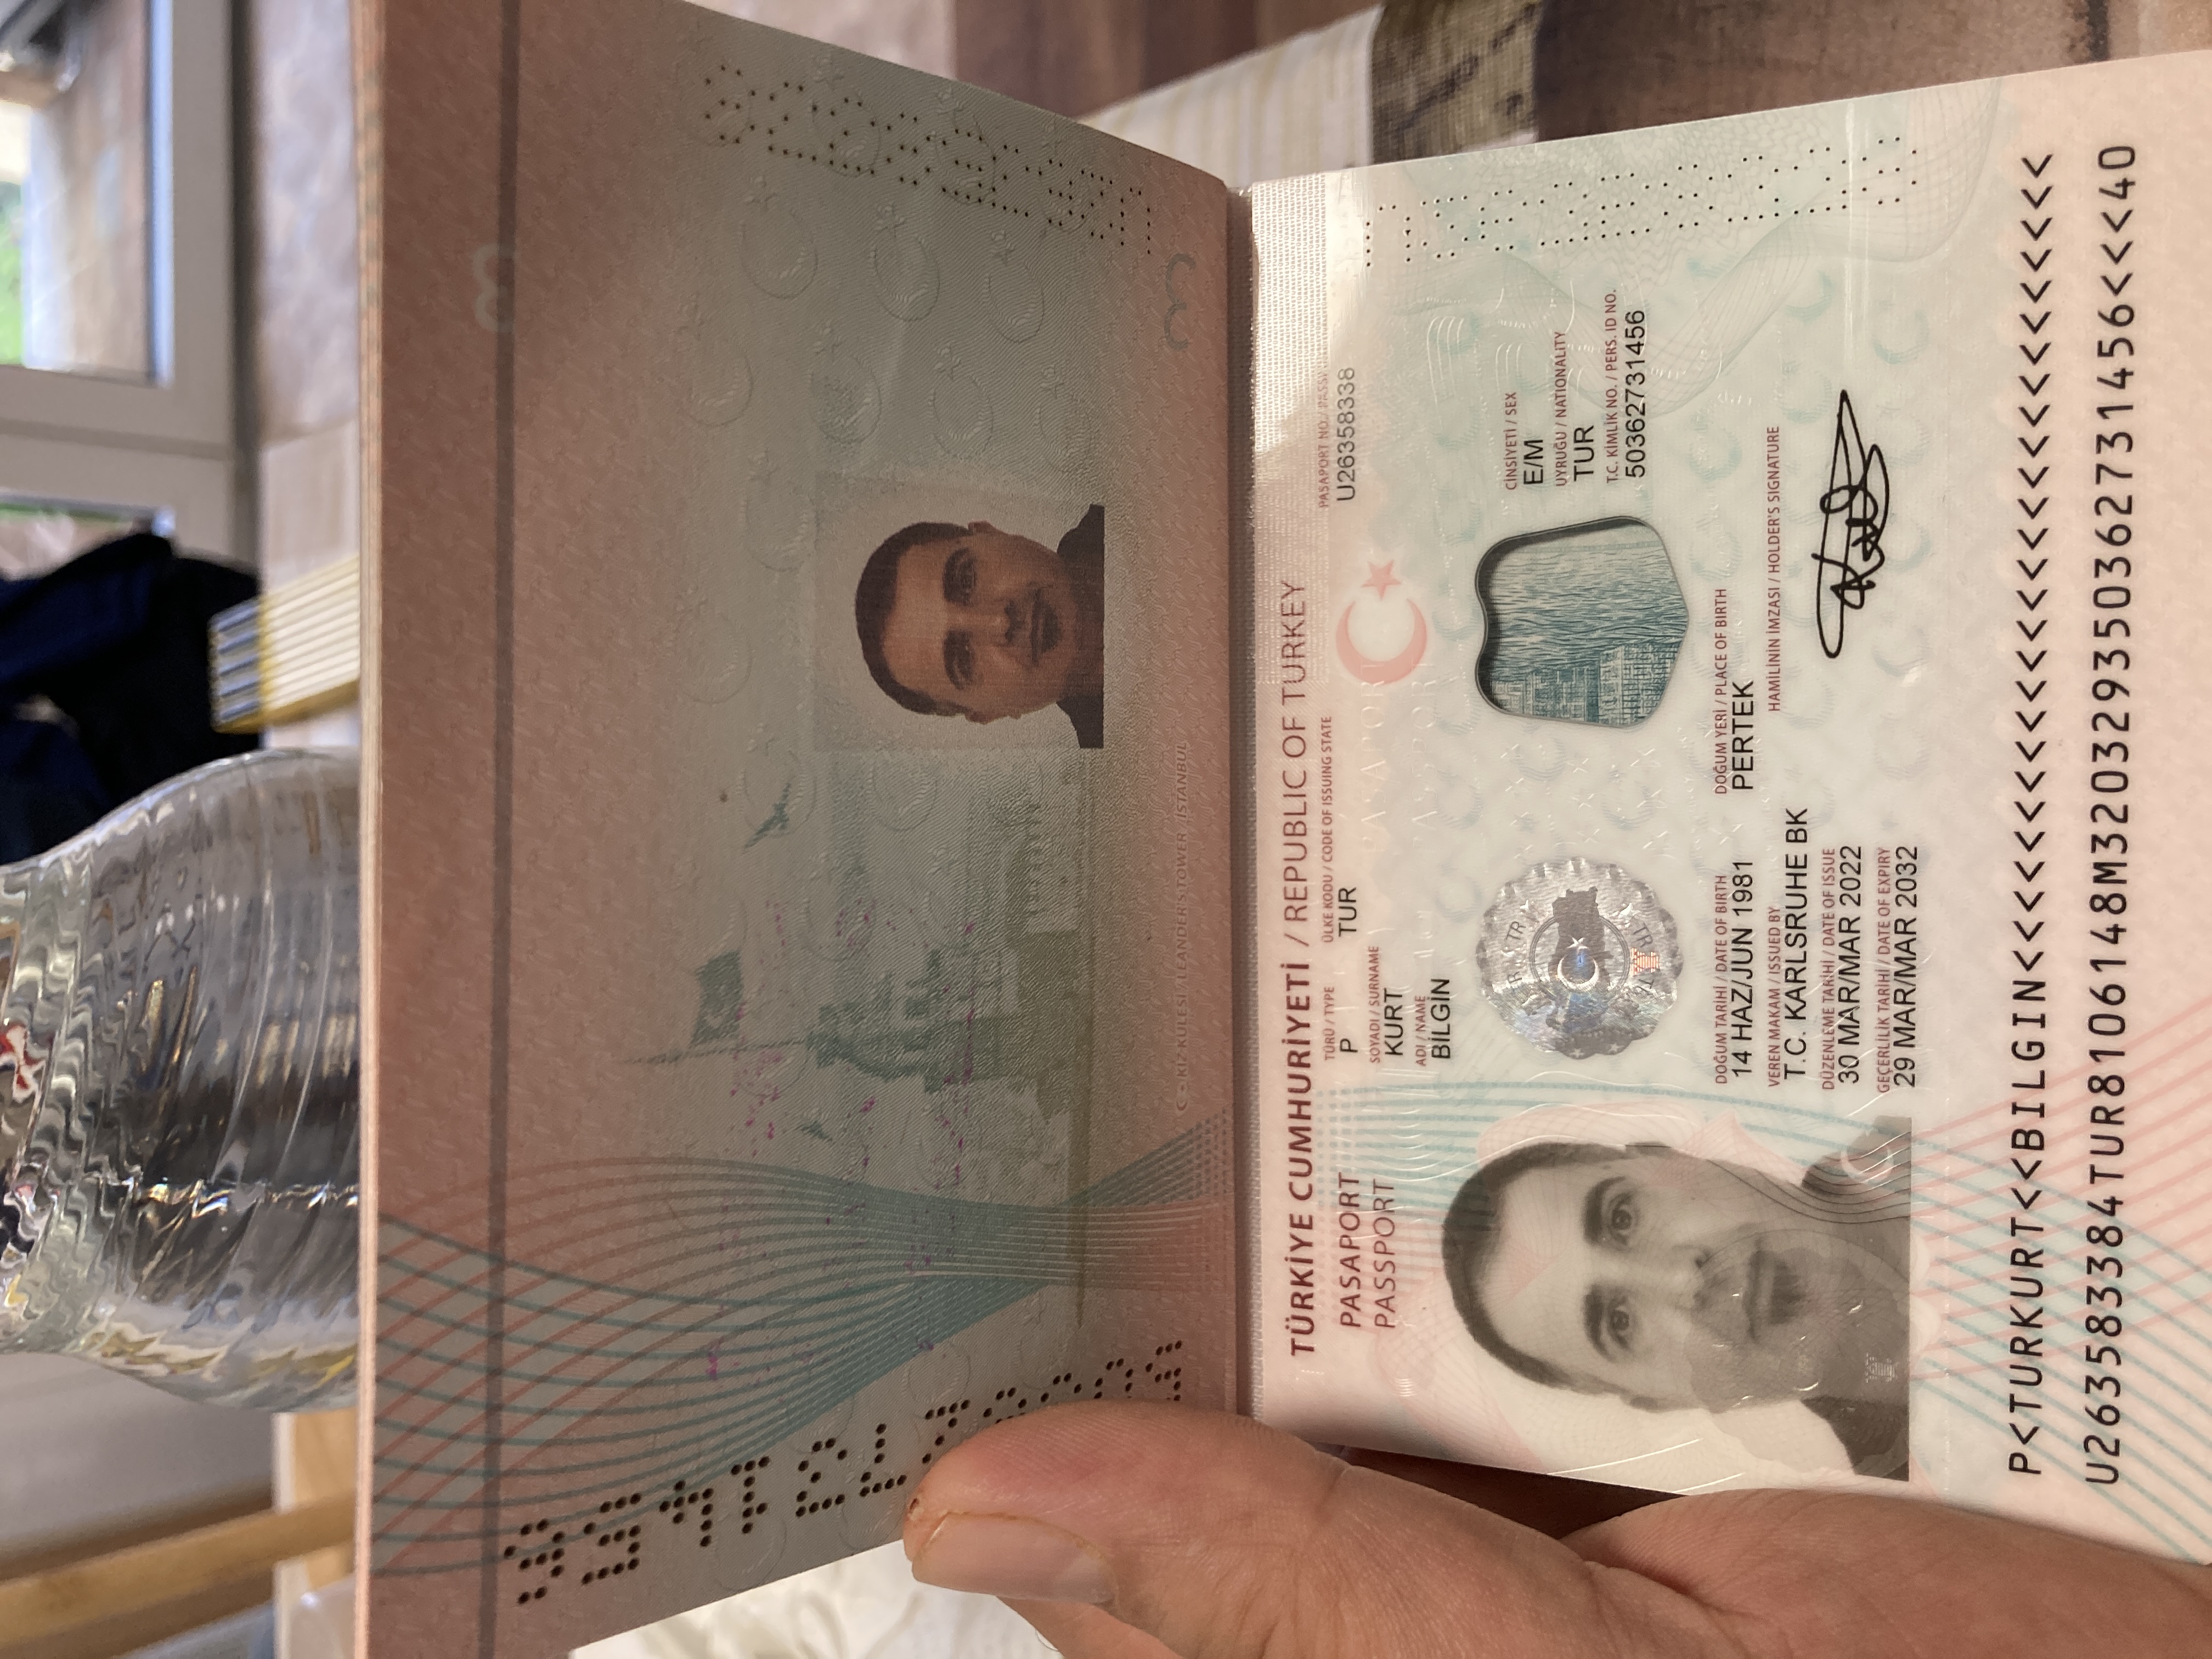 KIZ KULESİ / LEANDER'S TOWER / İSTANBUL
TÜRKİYE CUMHURİYETİ / REPUBLIC OF TURKEY
PASAPORT
PASSPORT
TÜRÜ / TYPE
P
ÜLKE KODU / CODE OF ISSUING STATE
TUR
PASAPORT NO./
U26358338
SOYADI / SURNAME
KURT
ADI / NAME
BİLGİN
PASAPORT
PASSPORT
CİNSİYETİ / SEX
E/M
UYRUĞU / NATIONALITY
TUR
T.C. KİMLİK NO. / PERS. ID NO.
50362731456
DOĞUM TARİHİ / DATE OF BIRTH
14 HAZ/JUN 1981
DOĞUM YERİ / PLACE OF BIRTH
PERTEK
VEREN MAKAM / ISSUED BY
T.C. KARLSRUHE BK
HAMİLİNİN İMZASI / HOLDER'S SIGNATURE
DÜZENLEME TARİHİ / DATE OF ISSUE
30 MAR/MAR 2022
GEÇERLİLİK TARİHİ / DATE OF EXPIRY
29 MAR/MAR 2032
P<TURKURT<<BILGIN<<<<<<<<<<<<<<<<<<<<<<<<<<<
U263583384TUR8106148M320329350362731456<<<40